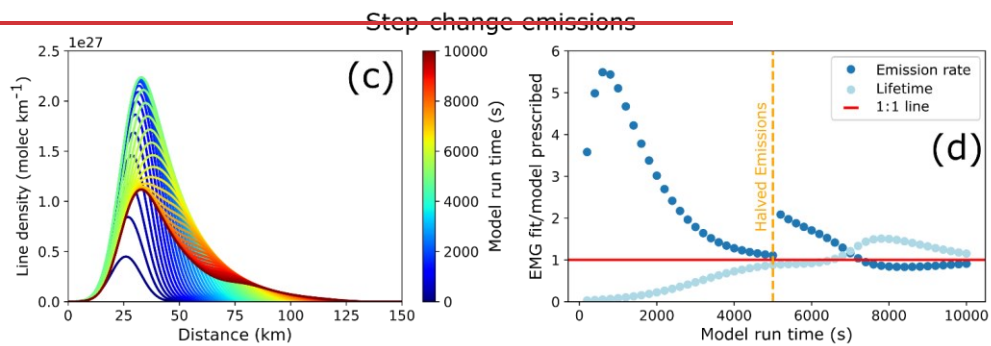 Step-change emissions
1e27
(c)
2.5
2.0
1.5
1.0
0.5
0.0
Line density (molec km⁻¹)
0 25 50 75 100 125 150
Distance (km)
10000
8000
6000
4000
2000
0
Model run time (s)
6
5
4
3
2
1
0
EMG fit/model prescribed
Halved Emissions
Emission rate
Lifetime
1:1 line
(d)
0 2000 4000 6000 8000 10000
Model run time (s)